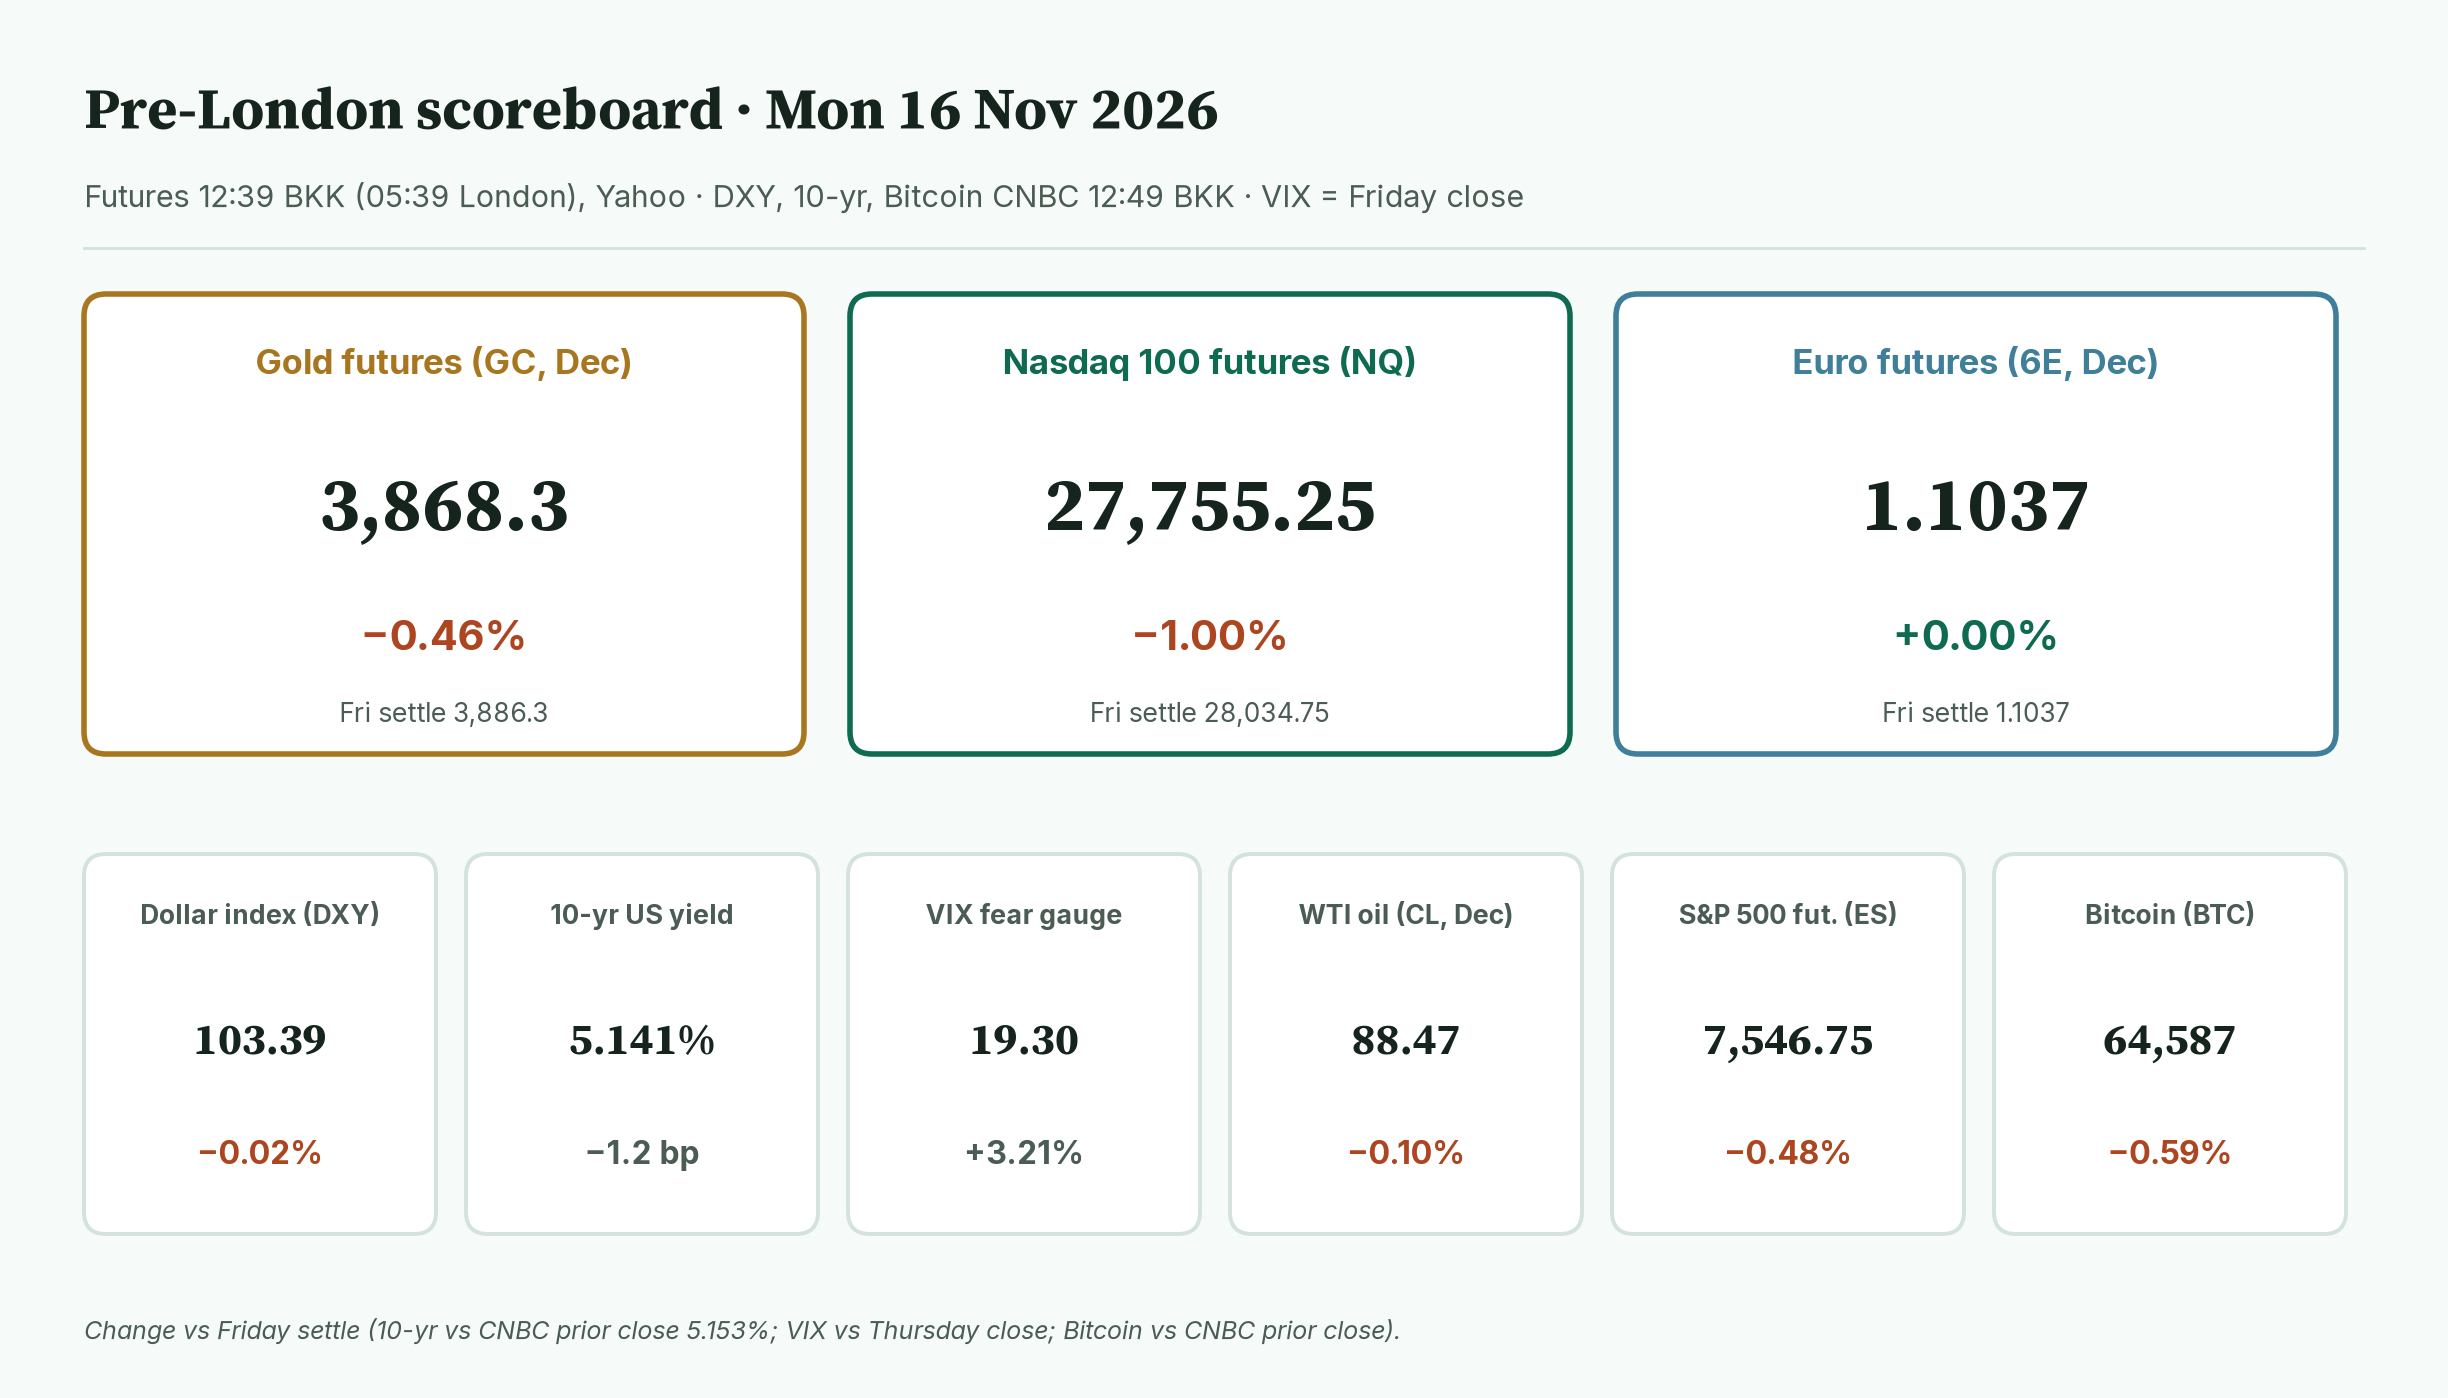 Pre-London scoreboard · Mon 16 Nov 2026
Futures 12:39 BKK (05:39 London), Yahoo · DXY, 10-yr, Bitcoin CNBC 12:49 BKK · VIX = Friday close
Gold futures (GC, Dec)
3,868.3
−0.46%
Fri settle 3,886.3
Nasdaq 100 futures (NQ)
27,755.25
−1.00%
Fri settle 28,034.75
Euro futures (6E, Dec)
1.1037
+0.00%
Fri settle 1.1037
Dollar index (DXY)
103.39
−0.02%
10-yr US yield
5.141%
−1.2 bp
VIX fear gauge
19.30
+3.21%
WTI oil (CL, Dec)
88.47
−0.10%
S&P 500 fut. (ES)
7,546.75
−0.48%
Bitcoin (BTC)
64,587
−0.59%
Change vs Friday settle (10-yr vs CNBC prior close 5.153%; VIX vs Thursday close; Bitcoin vs CNBC prior close).